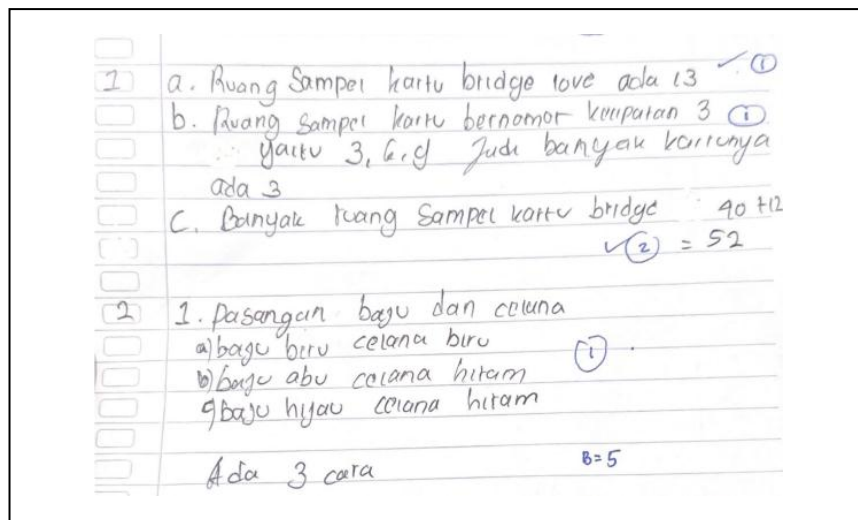 1 a. Ruang Sampel kartu bridge love ada 13 ✓ ①
b. Ruang Sampel kartu bernomor kelipatan 3 ①
yaitu 3, 6, 9 Jadi banyak kartunya
ada 3
C. Banyak ruang Sampel kartu bridge 40 +12
✓ ② = 52
2 1. Pasangan baju dan celana
a) baju biru celana biru
b) baju abu celana hitam ①
c) baju hijau celana hitam
Ada 3 cara B=5